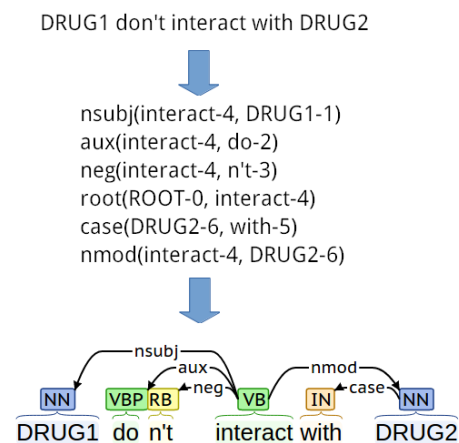 DRUG1 don't interact with DRUG2
nsubj(interact-4, DRUG1-1)
aux(interact-4, do-2)
neg(interact-4, n't-3)
root(ROOT-0, interact-4)
case(DRUG2-6, with-5)
nmod(interact-4, DRUG2-6)
nsubj
aux nmod
neg case
NN VBP RB VB IN NN
DRUG1 do n't interact with DRUG2